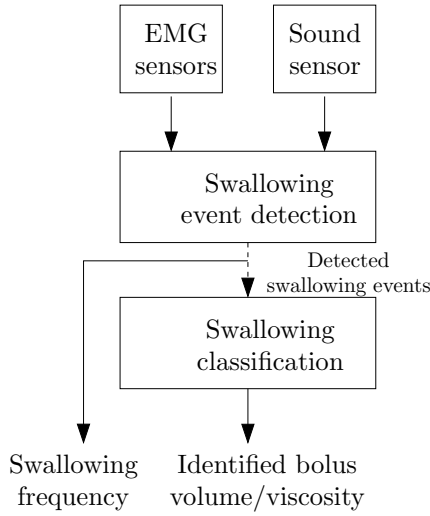 EMG
sensors
Sound
sensor
Swallowing
event detection
Detected
swallowing events
Swallowing
classification
Swallowing
frequency
Identified bolus
volume/viscosity